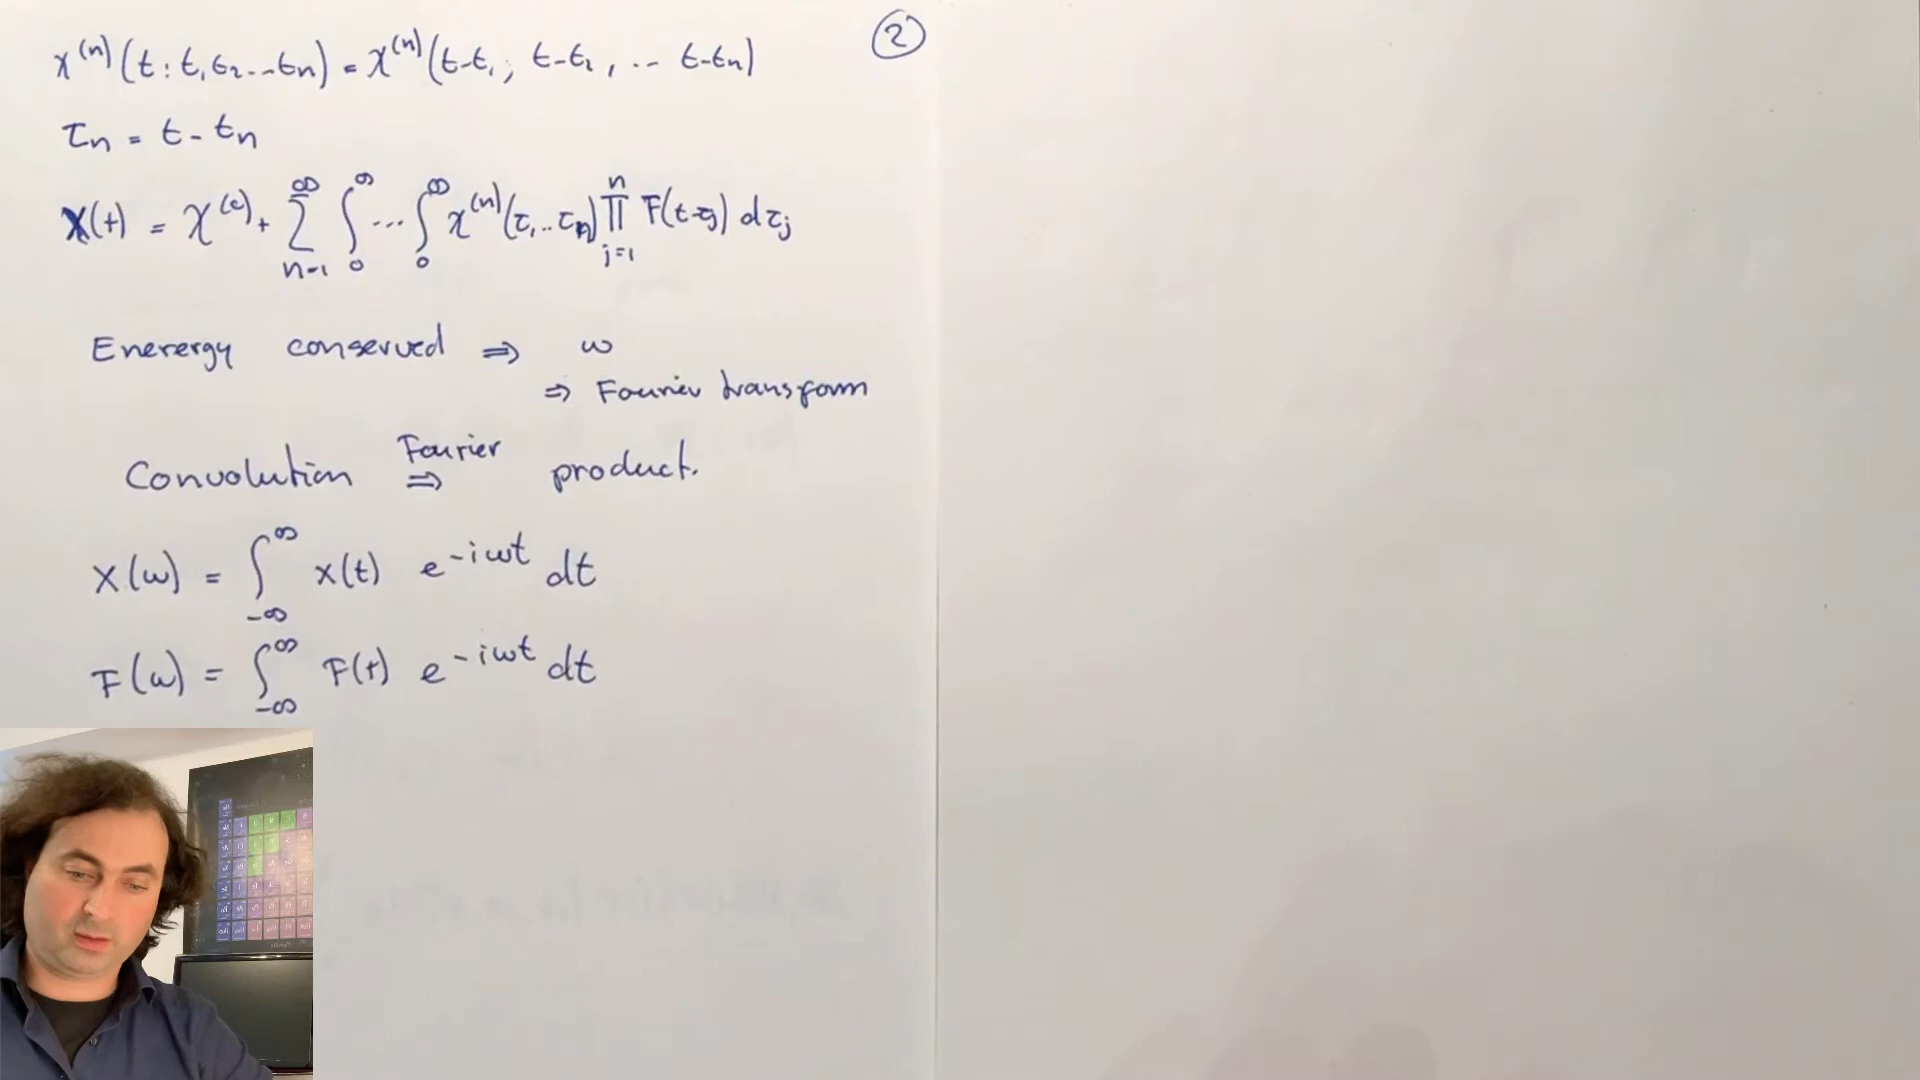 ②
χ⁽ⁿ⁾(t: t₁ t₂ ... tₙ) = χ⁽ⁿ⁾(t-t₁; t-t₂, ... t-tₙ)
τₙ = t - tₙ
X(t) = χ⁽⁰⁾ + ∑_{n=1}^{∞} ∫_0^∞ ... ∫_0^∞ χ⁽ⁿ⁾(τ₁..τₙ) ∏_{j=1}^{n} F(t-τⱼ) dτⱼ
Enerergy conserved ⇒ ω
⇒ Fourier transform
Convolution Fourier ⇒ product.
X(ω) = ∫_{-∞}^{∞} x(t) e^{-iωt} dt
F(ω) = ∫_{-∞}^{∞} F(t) e^{-iωt} dt